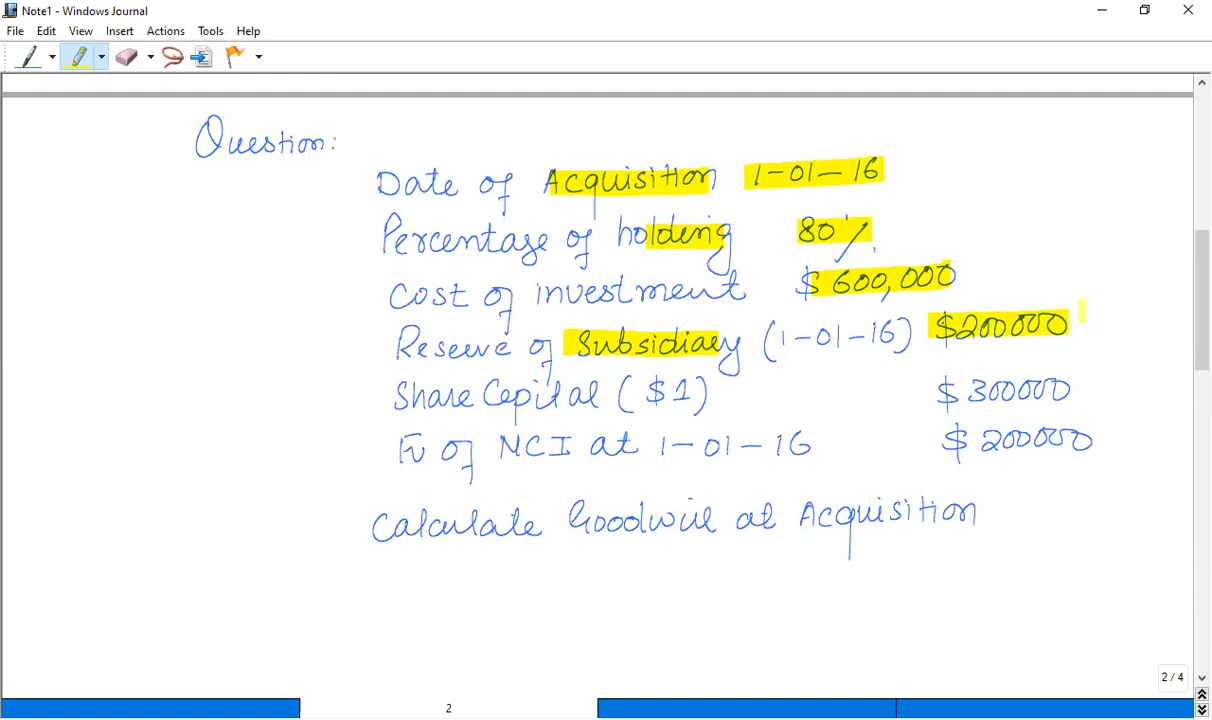 Note1 - Windows Journal
File Edit View Insert Actions Tools Help
Question:
Date of Acquisition 1-01-16
Percentage of holding 80%
Cost of investment $600,000
Reserve of Subsidiary (1-01-16) $200000
Share Capital ($1) $300000
Fv of NCI at 1-01-16 $200000
Calculate Goodwill at Acquisition
2 / 4
2